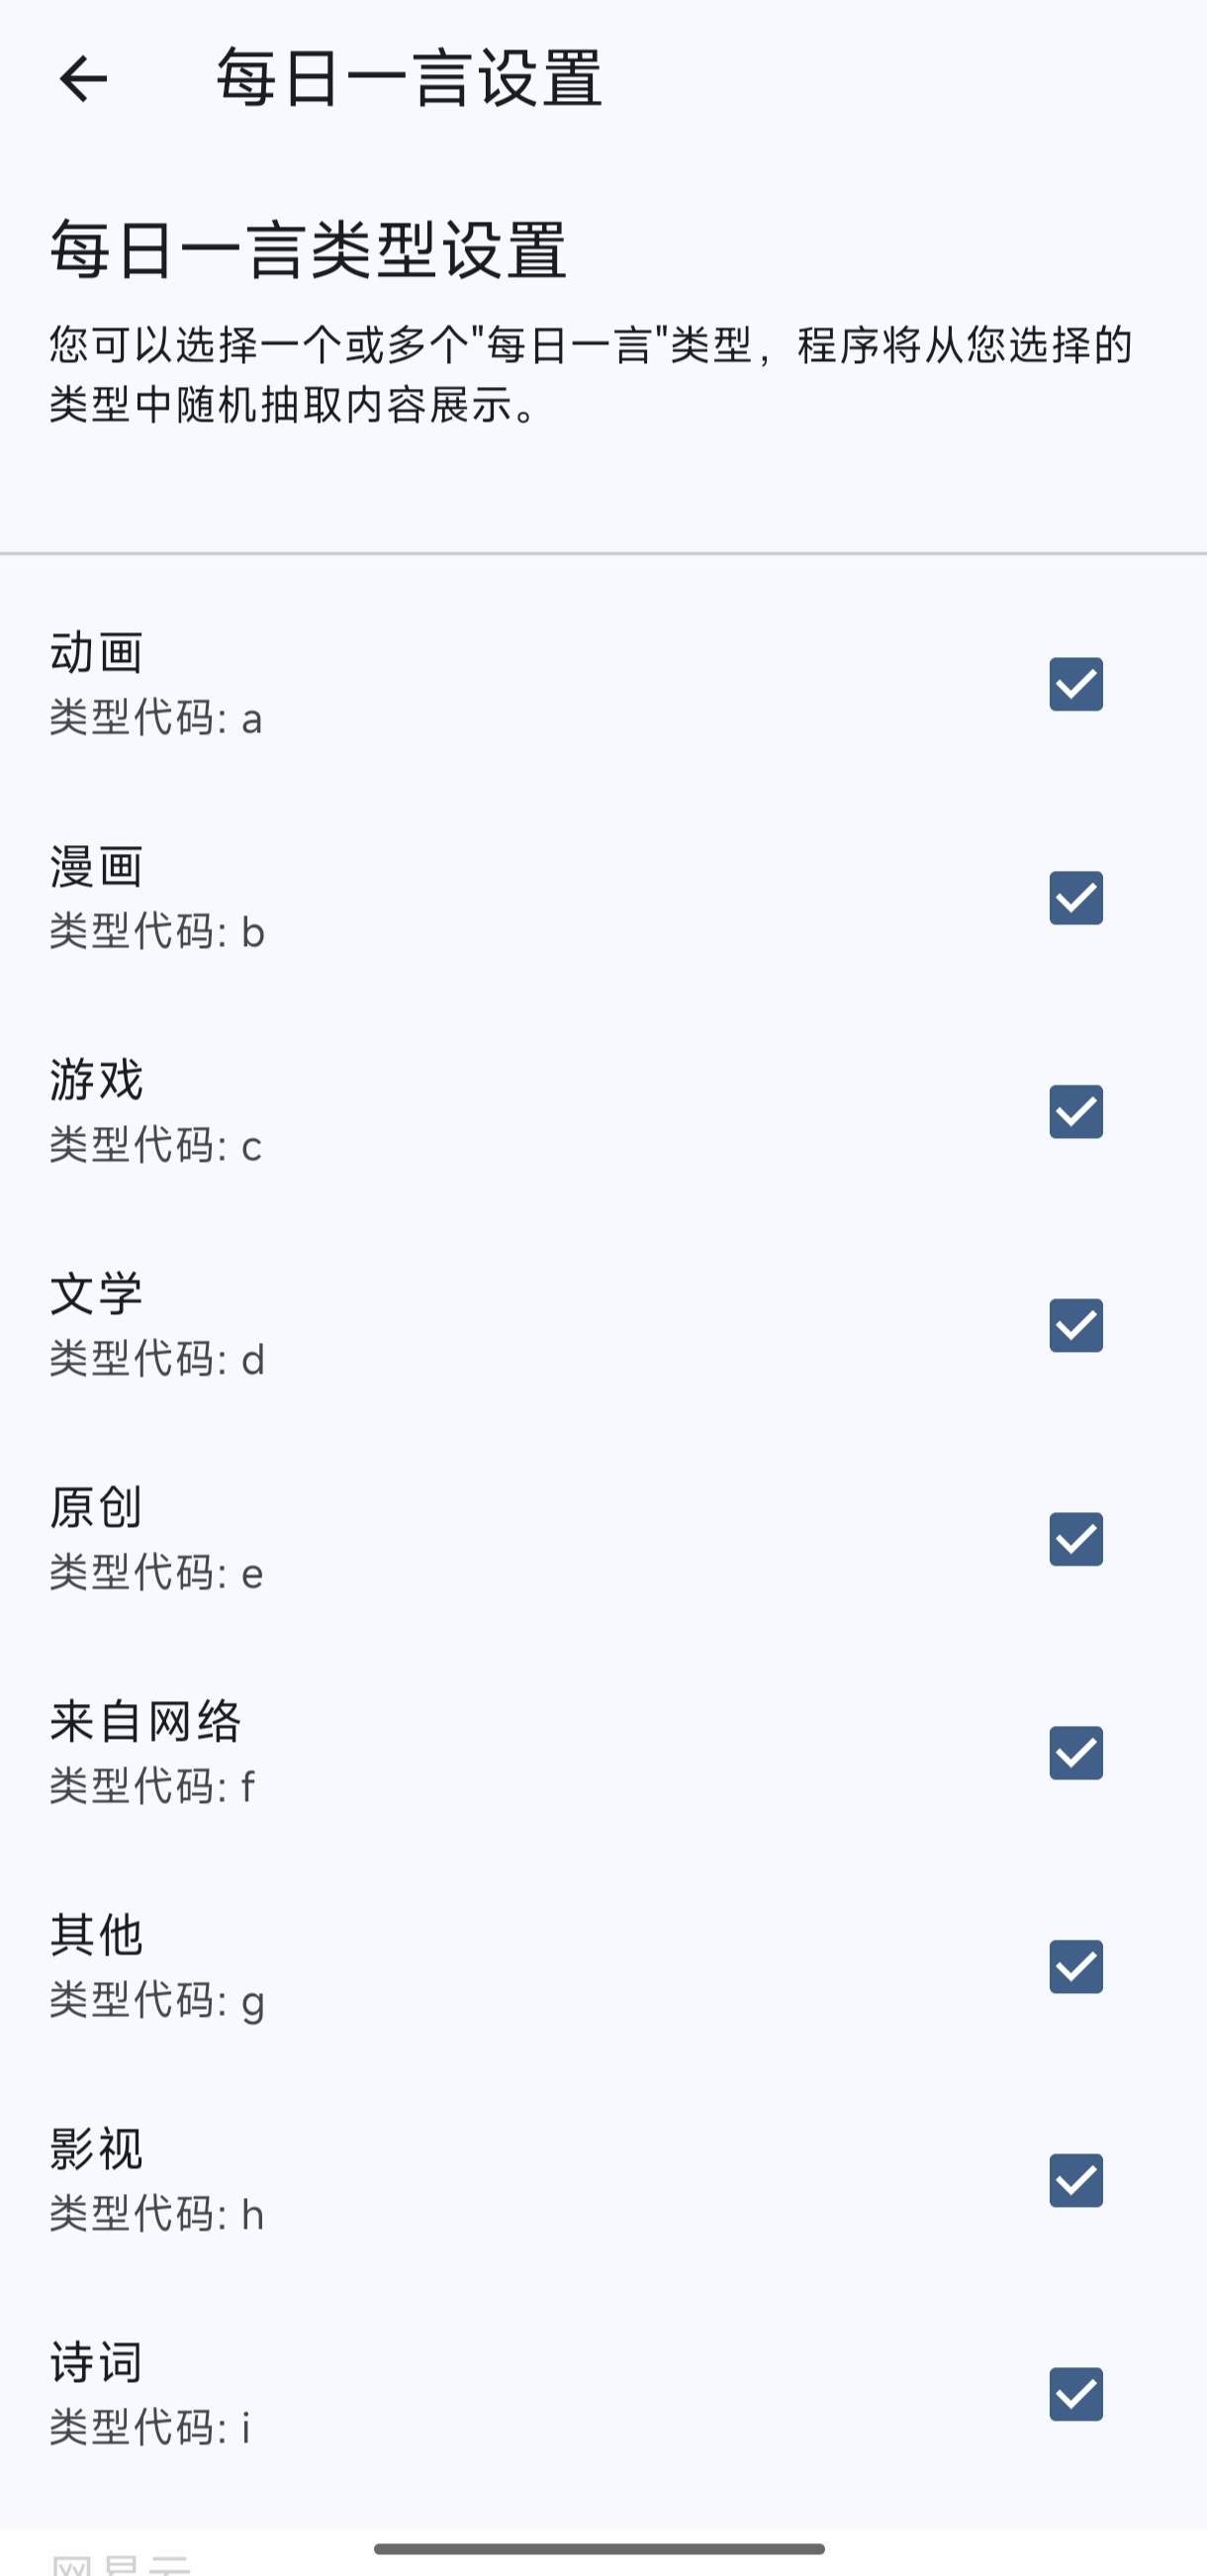 每日一言设置
每日一言类型设置
您可以选择一个或多个"每日一言"类型，程序将从您选择的
类型中随机抽取内容展示。
动画
类型代码: a
漫画
类型代码: b
游戏
类型代码: c
文学
类型代码: d
原创
类型代码: e
来自网络
类型代码: f
其他
类型代码: g
影视
类型代码: h
诗词
类型代码: i
网易云